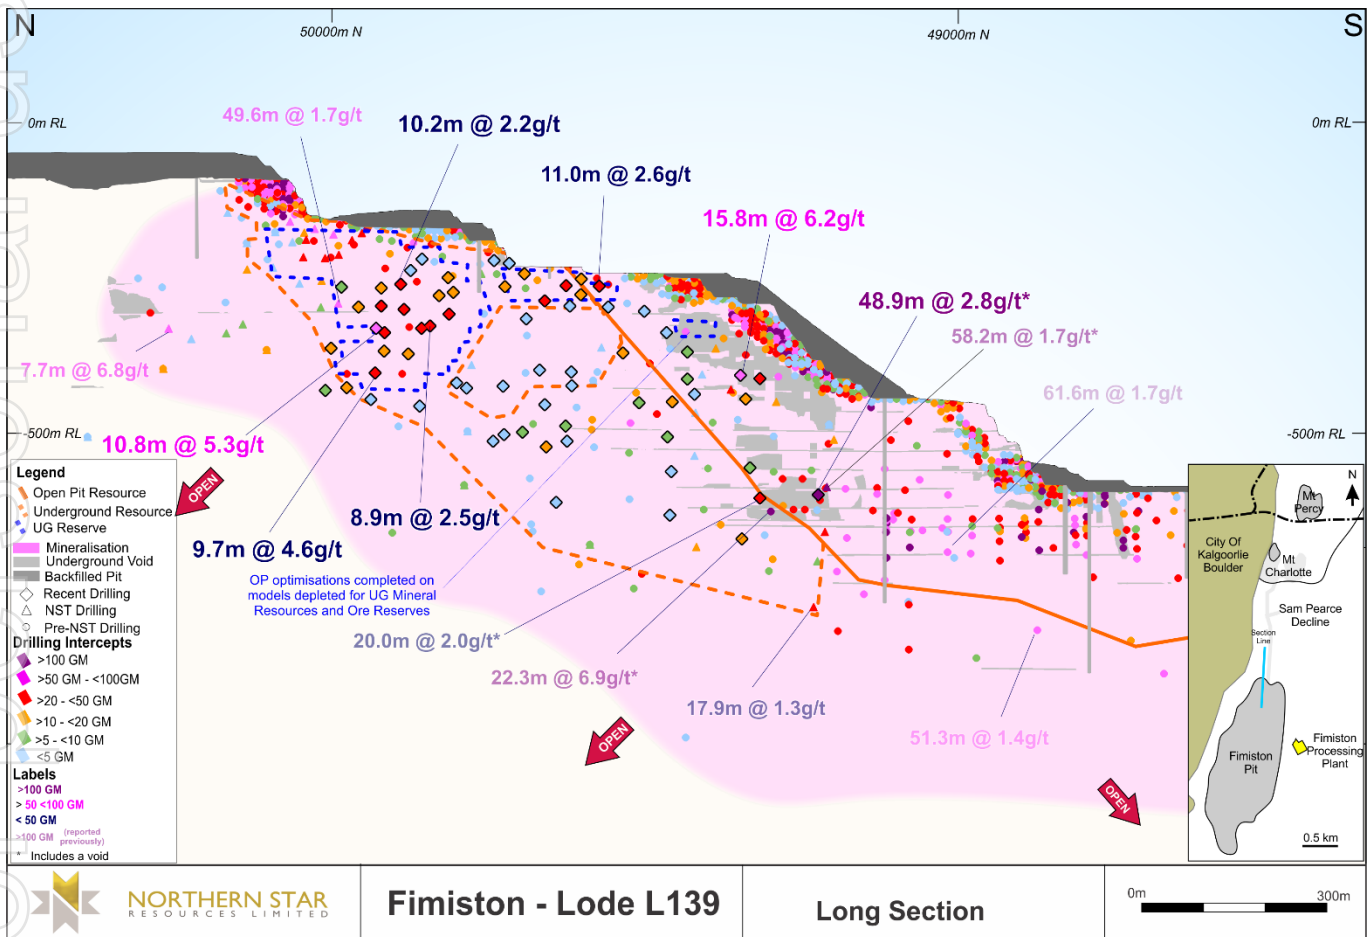 N
50000m N
49000m N
S
0m RL
0m RL
49.6m @ 1.7g/t
10.2m @ 2.2g/t
11.0m @ 2.6g/t
15.8m @ 6.2g/t
48.9m @ 2.8g/t*
58.2m @ 1.7g/t*
7.7m @ 6.8g/t
61.6m @ 1.7g/t
10.8m @ 5.3g/t
-500m RL
-500m RL
Legend
Open Pit Resource
Underground Resource
UG Reserve
Mineralisation
Underground Void
Backfilled Pit
Recent Drilling
NST Drilling
Pre-NST Drilling
Drilling Intercepts
>100 GM
>50 GM - <100GM
>20 - <50 GM
>10 - <20 GM
>5 - <10 GM
<5 GM
Labels
>100 GM
> 50 <100 GM
< 50 GM
>100 GM (reported previously)
* Includes a void
OPEN
8.9m @ 2.5g/t
9.7m @ 4.6g/t
OP optimisations completed on
models depleted for UG Mineral
Resources and Ore Reserves
20.0m @ 2.0g/t*
22.3m @ 6.9g/t*
17.9m @ 1.3g/t
51.3m @ 1.4g/t
OPEN
OPEN
N
Mt
Percy
City Of
Kalgoorlie
Boulder
Mt
Charlotte
Sam Pearce
Decline
Section
Line
Fimiston
Pit
Fimiston
Processing
Plant
0.5 km
NORTHERN STAR
RESOURCES LIMITED
Fimiston - Lode L139
Long Section
0m
300m